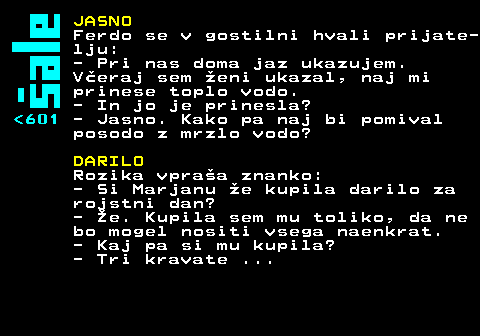 Šale
<601
JASNO
Ferdo se v gostilni hvali prijate-
lju:
- Pri nas doma jaz ukazujem.
Včeraj sem ženi ukazal, naj mi
prinese toplo vodo.
- In jo je prinesla?
- Jasno. Kako pa naj bi pomival
posodo z mrzlo vodo?
DARILO
Rozika vpraša znanko:
- Si Marjanu že kupila darilo za
rojstni dan?
- Že. Kupila sem mu toliko, da ne
bo mogel nositi vsega naenkrat.
- Kaj pa si mu kupila?
- Tri kravate ...